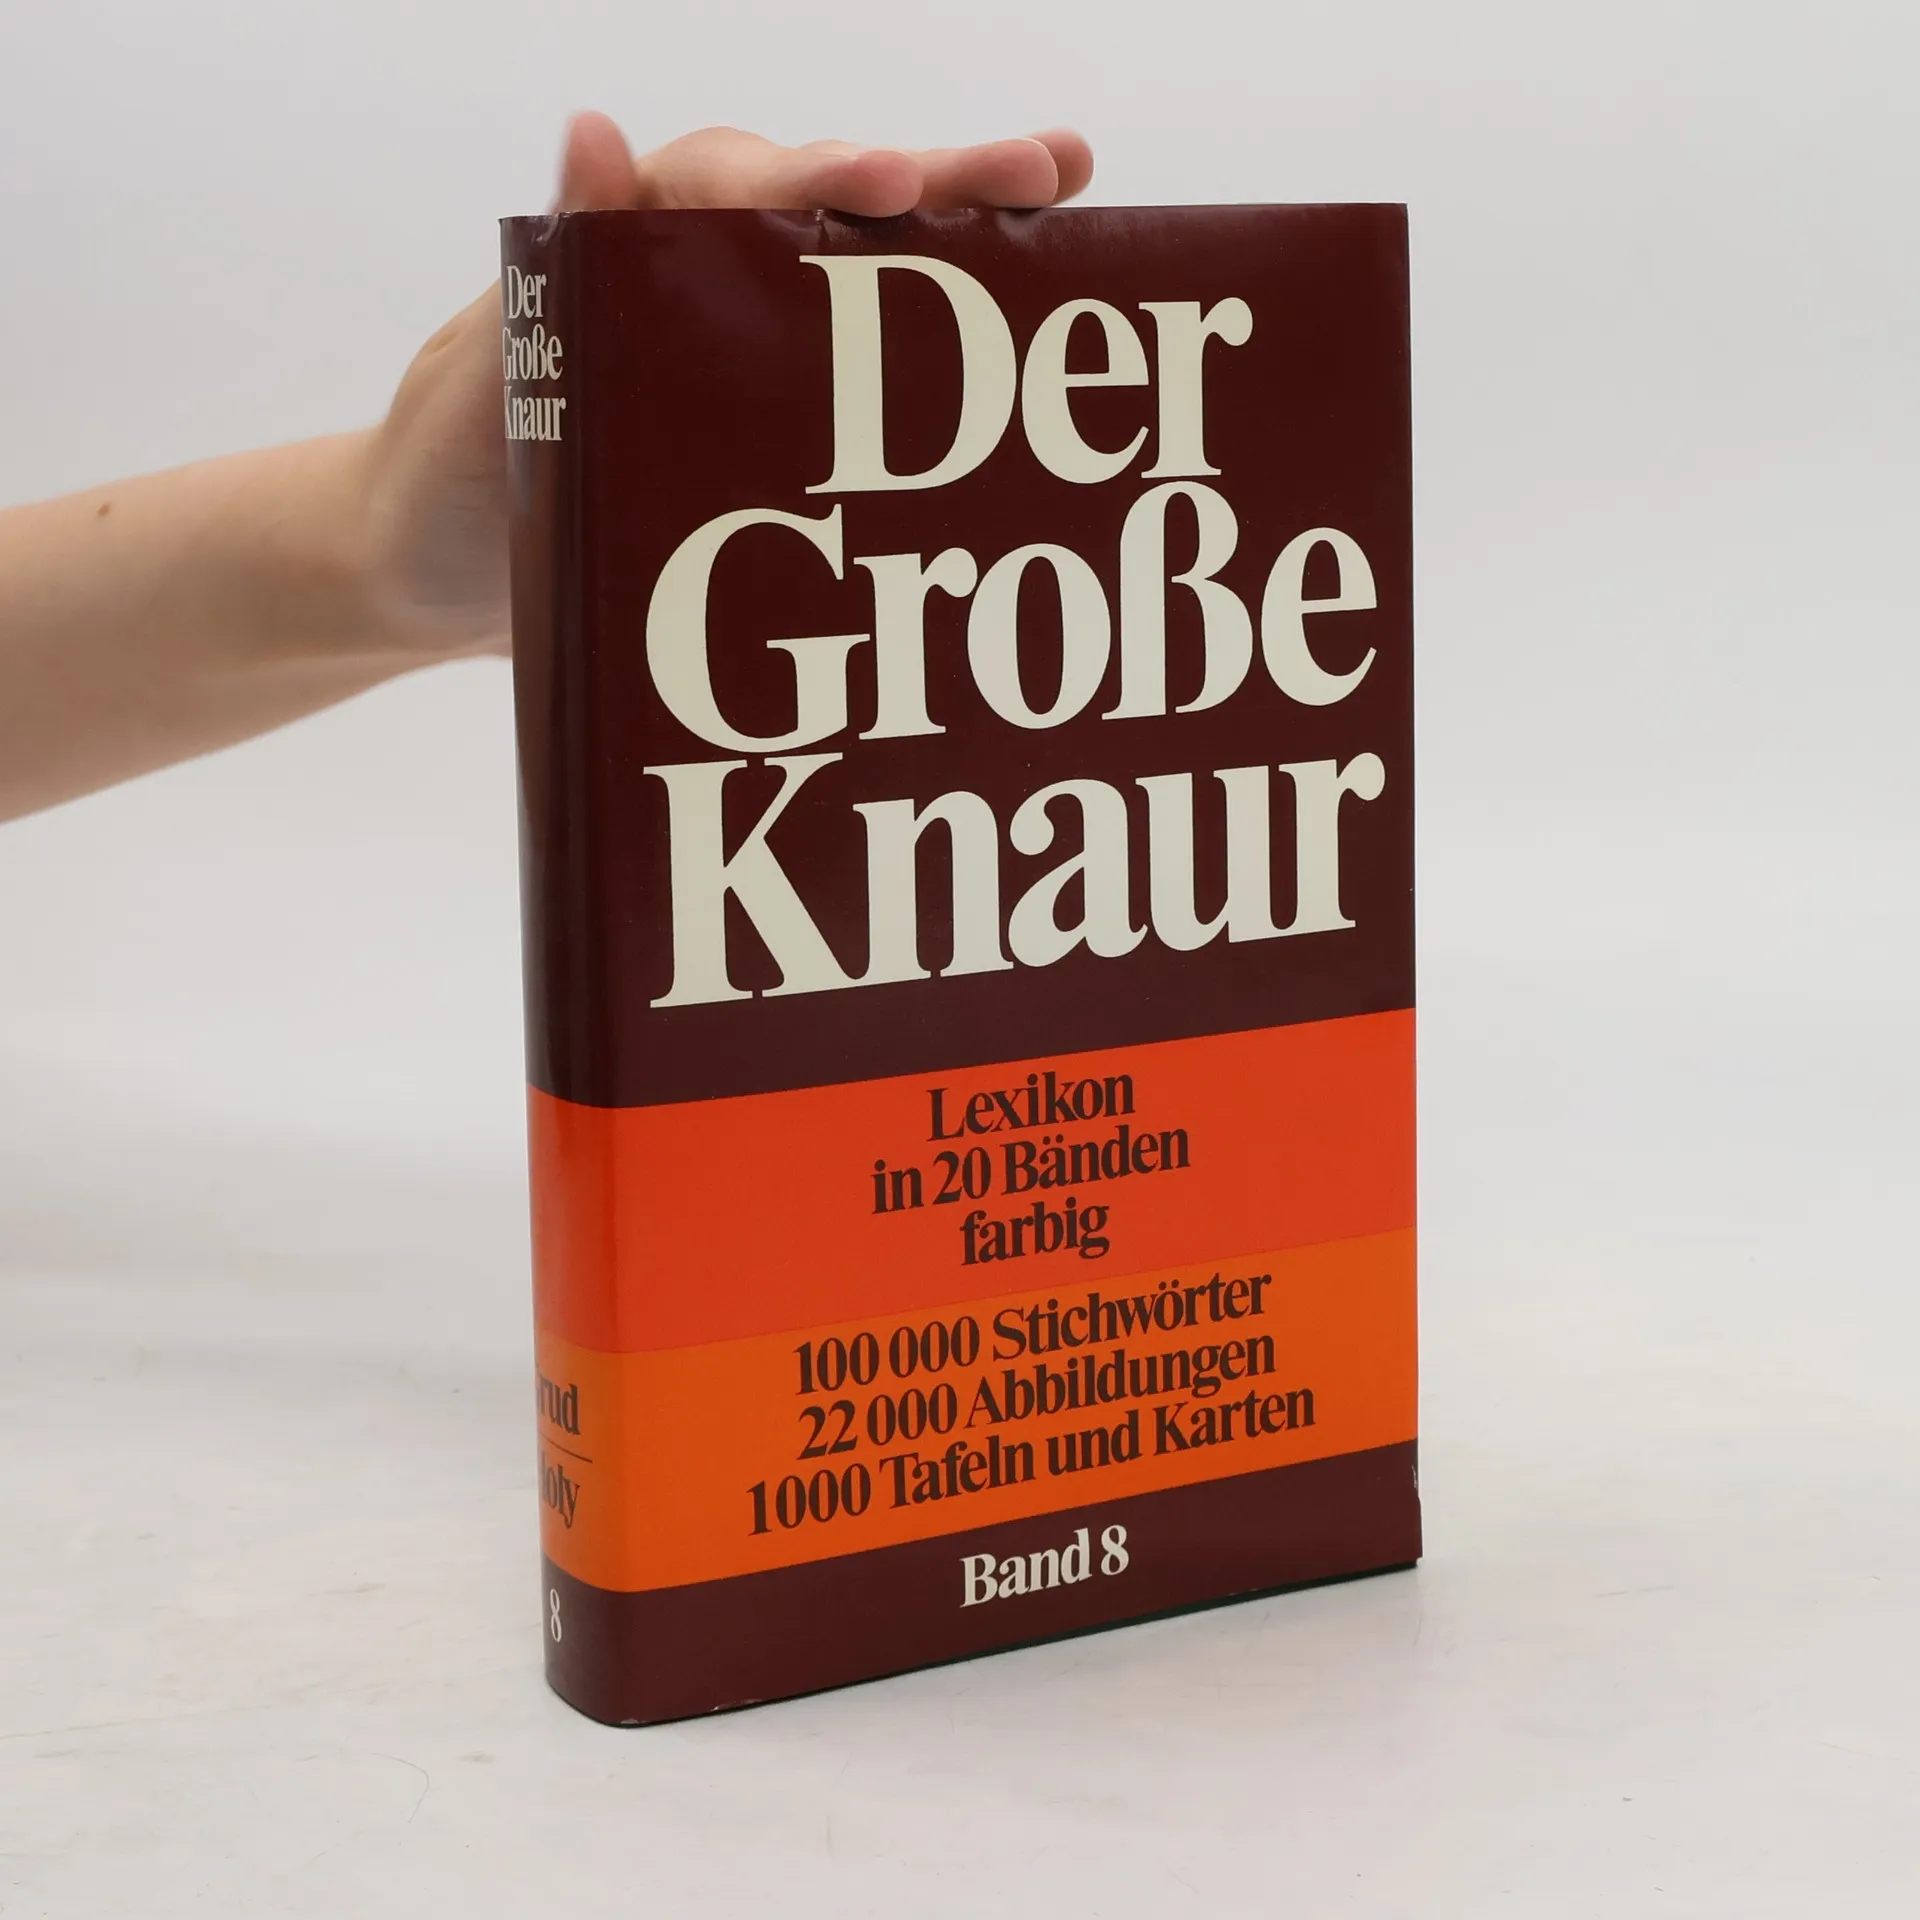 Der
Große
Knaur
Der
Große
Knaur
Lexikon
in 20 Bänden
farbig
100 000 Stichwörter
22 000 Abbildungen
1000 Tafeln und Karten
Band 8
8